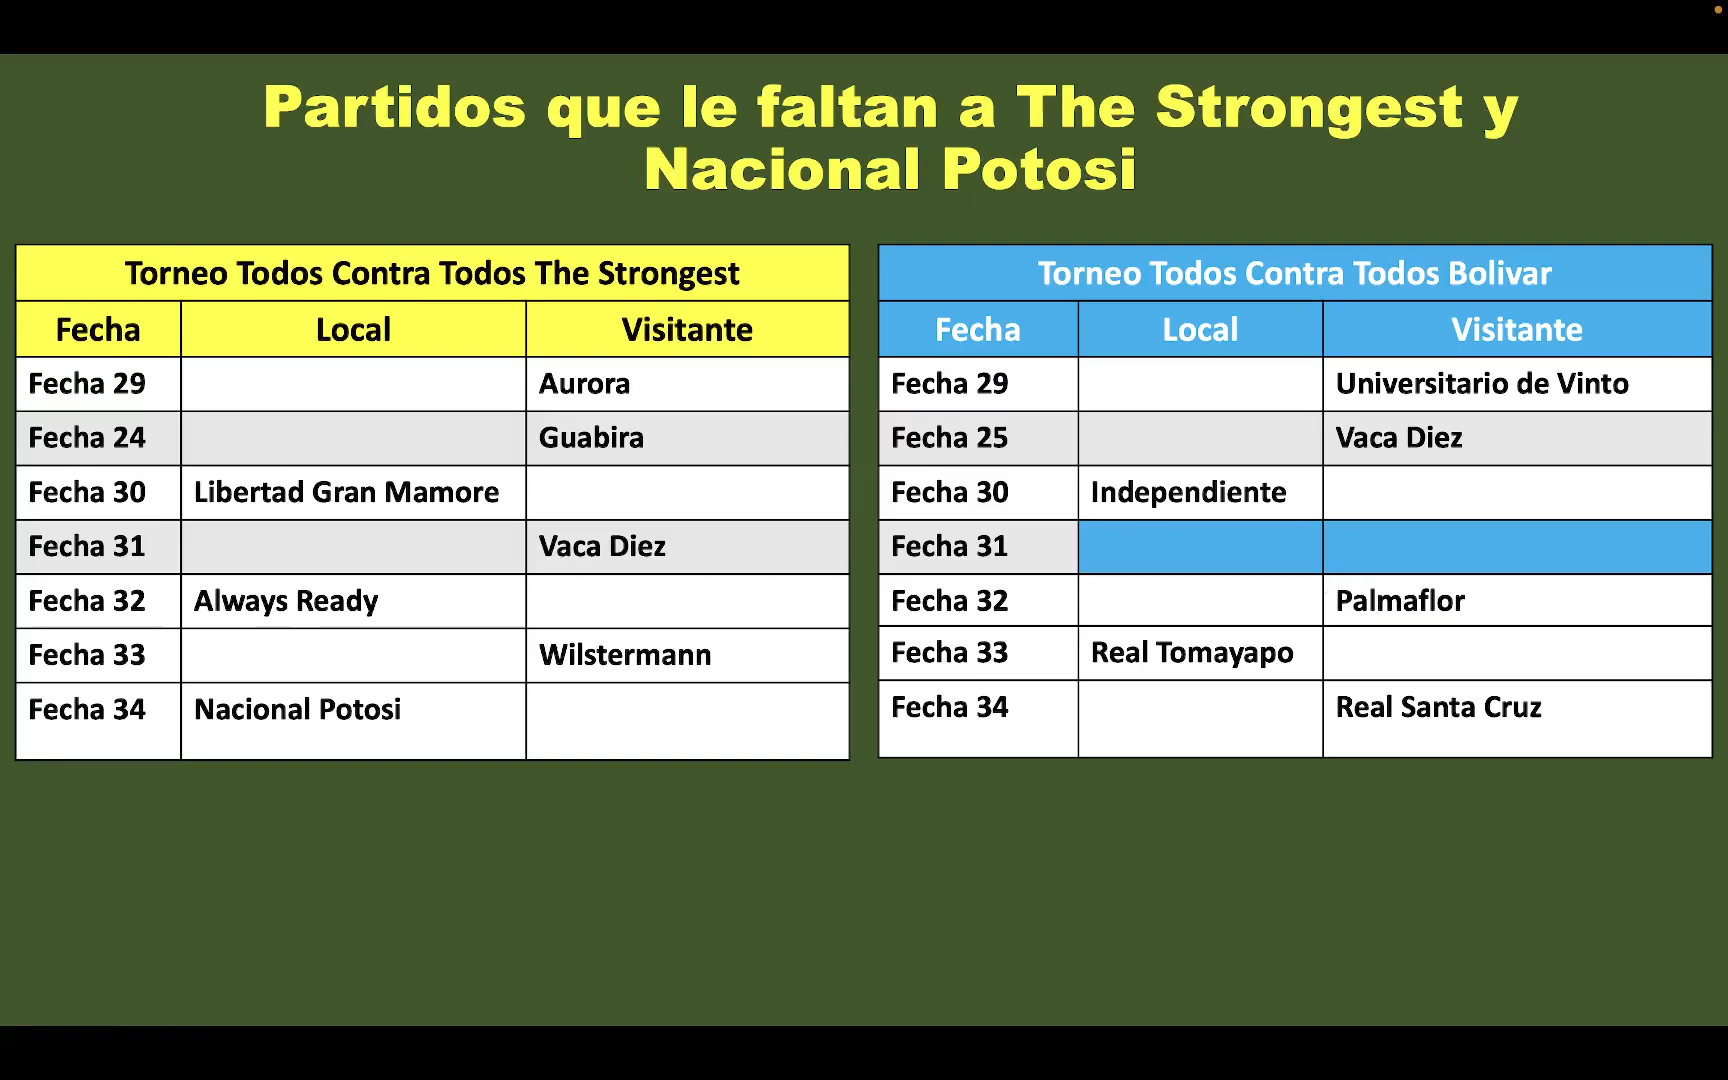 Partidos que le faltan a The Strongest y
Nacional Potosi
Torneo Todos Contra Todos The Strongest
Fecha Local Visitante
Fecha 29 Aurora
Fecha 24 Guabira
Fecha 30 Libertad Gran Mamore
Fecha 31 Vaca Diez
Fecha 32 Always Ready
Fecha 33 Wilstermann
Fecha 34 Nacional Potosi
Torneo Todos Contra Todos Bolivar
Fecha Local Visitante
Fecha 29 Universitario de Vinto
Fecha 25 Vaca Diez
Fecha 30 Independiente
Fecha 31
Fecha 32 Palmaflor
Fecha 33 Real Tomayapo
Fecha 34 Real Santa Cruz